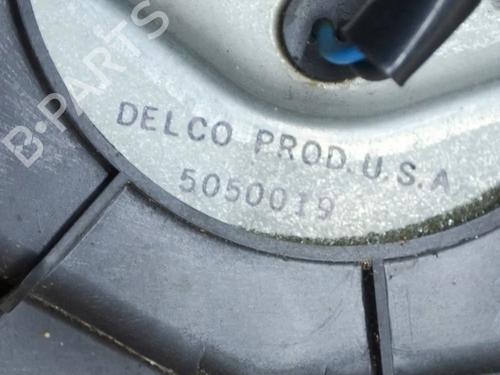 B-PARTS
DELCO PROD. U.S.A
5050019